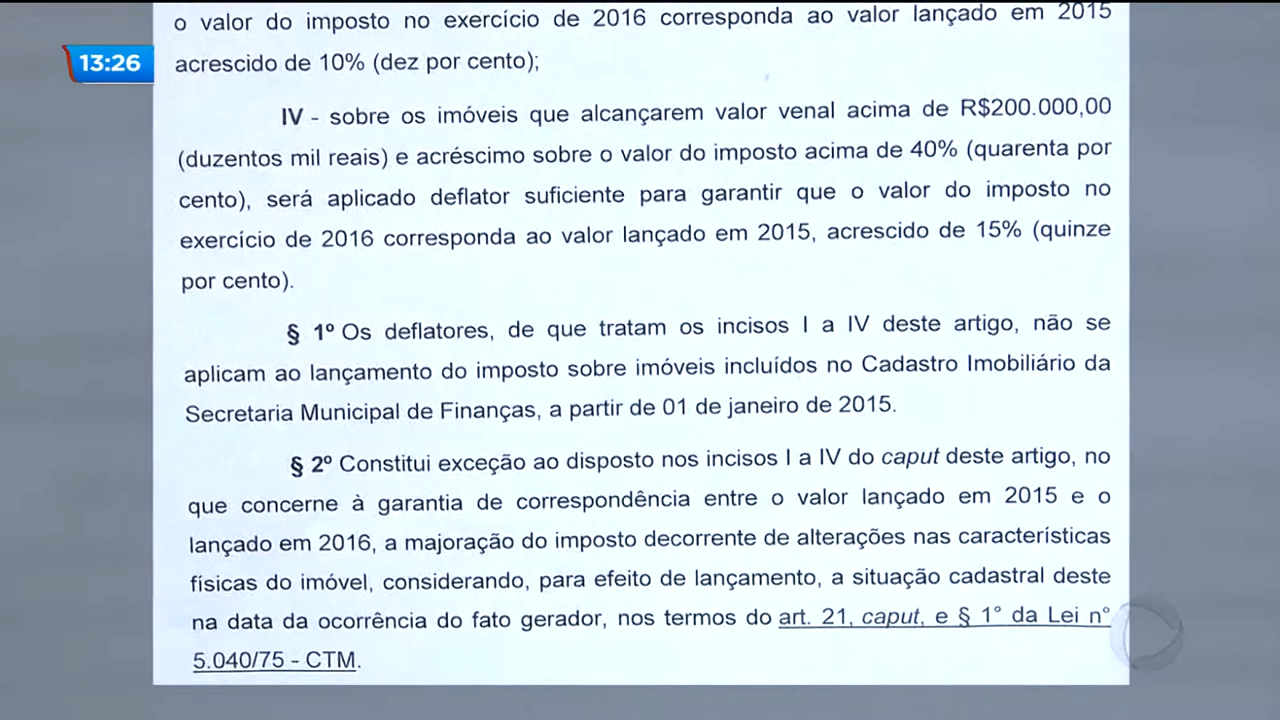 o valor do imposto no exercício de 2016 corresponda ao valor lançado em 2015
13:26
acrescido de 10% (dez por cento);
IV - sobre os imóveis que alcançarem valor venal acima de R$200.000,00
(duzentos mil reais) e acréscimo sobre o valor do imposto acima de 40% (quarenta por
cento), será aplicado deflator suficiente para garantir que o valor do imposto no
exercício de 2016 corresponda ao valor lançado em 2015, acrescido de 15% (quinze
por cento).
§ 1º Os deflatores, de que tratam os incisos I a IV deste artigo, não se
aplicam ao lançamento do imposto sobre imóveis incluídos no Cadastro Imobiliário da
Secretaria Municipal de Finanças, a partir de 01 de janeiro de 2015.
§ 2º Constitui exceção ao disposto nos incisos I a IV do caput deste artigo, no
que concerne à garantia de correspondência entre o valor lançado em 2015 e o
lançado em 2016, a majoração do imposto decorrente de alterações nas características
físicas do imóvel, considerando, para efeito de lançamento, a situação cadastral deste
na data da ocorrência do fato gerador, nos termos do art. 21, caput, e § 1° da Lei n°
5.040/75 - CTM.